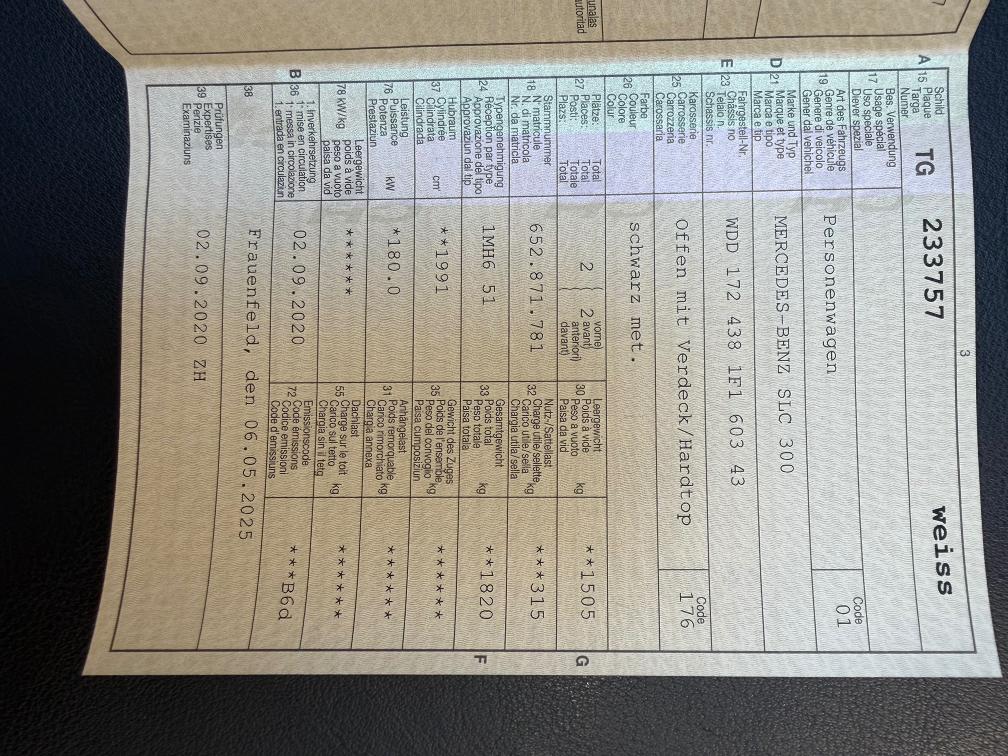 unalas
autoritad
3
A 15 Schild
Plaque
Targa
Numer
TG 233757 weiss
17 Bes. Verwendung
Usage spécial
Uso speciale
Diever spezial
19 Art des Fahrzeugs
Genre de véhicule
Genere di veicolo
Gener dal vehichel
Personenwagen
Code
01
D 21 Marke und Typ
Marque et type
Marca e tipo
Marca e tip
MERCEDES-BENZ SLC 300
E 23 Fahrgestell-Nr.
Châssis no
Telaio n.
Schassis nr.
WDD 172 438 1F1 603 43
25 Karosserie
Carrosserie
Carrozzeria
Carossaria
Offen mit Verdeck/Hardtop
Code
176
26 Farbe
Couleur
Colore
Colur
schwarz met.
27 Plätze: Total
Places: Total
Posti: Totale
Plazs: Total
2
2
vorne)
avant)
anteriori)
davant)
30 Leergewicht
Poids à vide
Peso a vuoto
Paisa da vid
kg
**1505
G
18 Stammnummer
N° matricule
N. di matricola
Nr. da matricla
652.871.781
32 Nutz-/Sattellast
Charge utile/sellette
Carico utile/sella
Chargia utila/sella
kg
***315
24 Typengenehmigung
Réception par type
Approvazione del tipo
Approvaziun dal tip
1MH6 51
33 Gesamtgewicht
Poids total
Peso totale
Paisa totala
kg
**1820
F
37 Hubraum
Cylindrée
Cilindrata
Cilindrada
cm³
**1991
35 Gewicht des Zuges
Poids de l'ensemble
Peso del convoglio
Paisa cumposiziun
kg
******
76 Leistung
Puissance
Potenza
Prestaziun
kW
*180.0
31 Anhängelast
Poids remorquable
Carico rimorchiato
Chargia annexa
kg
******
78 kW/kg
Leergewicht
poids à vide
peso a vuoto
paisa da vid
******
55 Dachlast
Charge sur le toit
Carico sul tetto
Chargia sin il tetg
kg
******
B 36 1. Inverkehrsetzung
1re mise en circulation
1a messa in circolazione
1. entrada en circulaziun
02.09.2020
72 Emissionscode
Code émissions
Codice emissioni
Code d'emissiuns
***B6d
38
Frauenfeld, den 06.05.2025
39 Prüfungen
Expertises
Perizie
Examinaziuns
02.09.2020 ZH